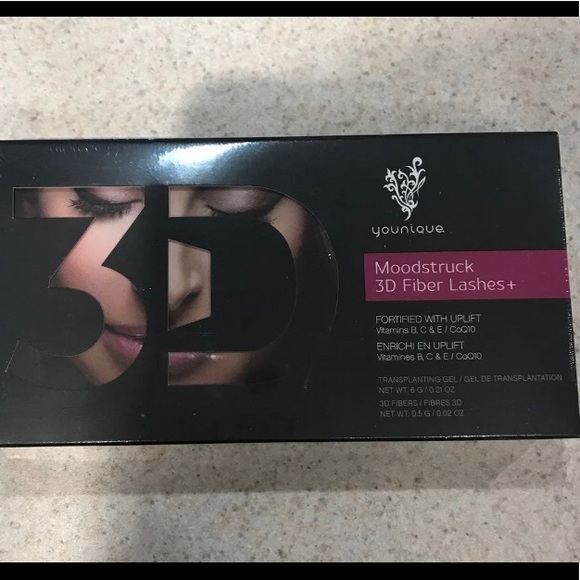 3D
younique
Moodstruck
3D Fiber Lashes+
FORTIFIED WITH UPLIFT
Vitamins B, C & E / CoQ10
ENRICHI EN UPLIFT
Vitamines B, C & E / CoQ10
TRANSPLANTING GEL / GEL DE TRANSPLANTATION
NET WT. 6 G / 0.21 OZ
3D FIBERS / FIBRES 3D
NET WT. 0.5 G / 0.02 OZ